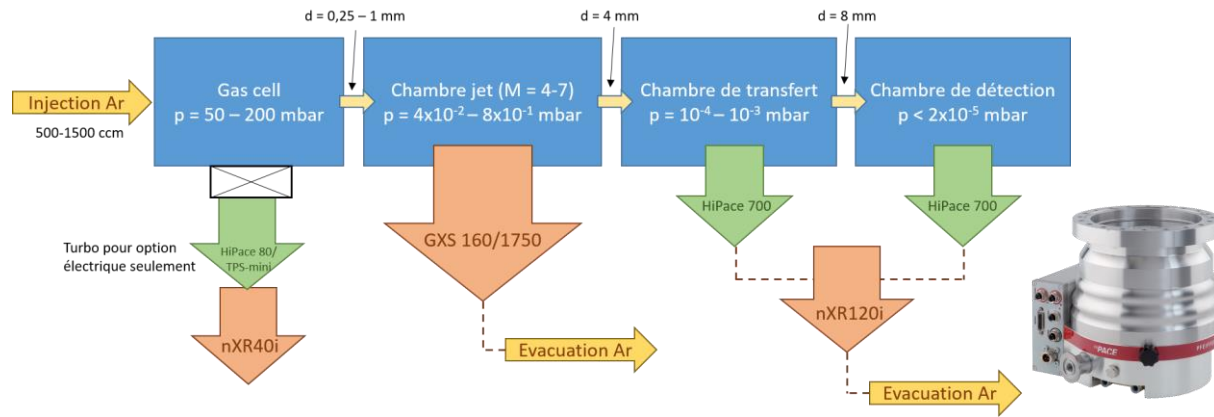 d = 0,25 – 1 mm
d = 4 mm
d = 8 mm
Injection Ar
500-1500 ccm
Gas cell
p = 50 – 200 mbar
Chambre jet (M = 4-7)
p = 4x10⁻² – 8x10⁻¹ mbar
Chambre de transfert
p = 10⁻⁴ – 10⁻³ mbar
Chambre de détection
p < 2x10⁻⁵ mbar
Turbo pour option
électrique seulement
HiPace 80/
TPS-mini
GXS 160/1750
HiPace 700
HiPace 700
nXR40i
nXR120i
Evacuation Ar
Evacuation Ar
PACE